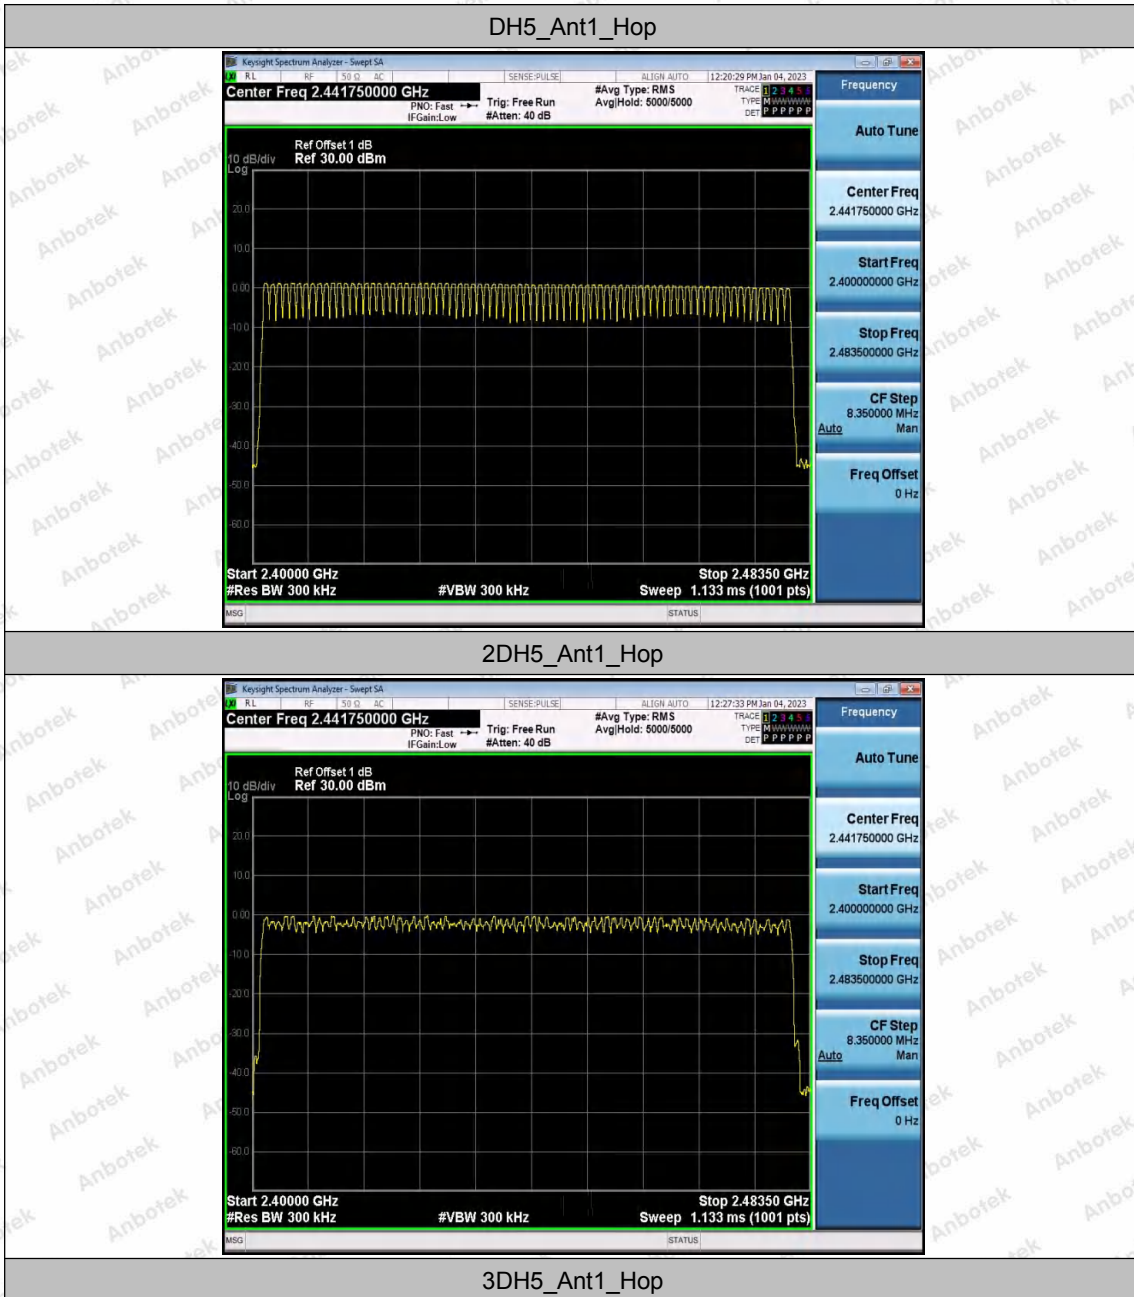 DH5_Ant1_Hop
Keysight Spectrum Analyzer - Swept SA
RL RF 50 Ω AC SENSE:PULSE ALIGN AUTO 12:20:29 PM Jan 04, 2023
Center Freq 2.441750000 GHz
PNO: Fast
IFGain:Low
Trig: Free Run
#Atten: 40 dB
#Avg Type: RMS
Avg|Hold: 5000/5000
TRACE 1 2 3 4 5 6
TYPE M WWWWW
DET P P P P P P
Ref Offset 1 dB
10 dB/div Ref 30.00 dBm
Log
20.0
10.0
0.00
-10.0
-20.0
-30.0
-40.0
-50.0
-60.0
Start 2.40000 GHz Stop 2.48350 GHz
#Res BW 300 kHz #VBW 300 kHz Sweep 1.133 ms (1001 pts)
MSG STATUS
Frequency
Auto Tune
Center Freq
2.441750000 GHz
Start Freq
2.400000000 GHz
Stop Freq
2.483500000 GHz
CF Step
8.350000 MHz
Auto Man
Freq Offset
0 Hz
2DH5_Ant1_Hop
Keysight Spectrum Analyzer - Swept SA
RL RF 50 Ω AC SENSE:PULSE ALIGN AUTO 12:27:33 PM Jan 04, 2023
Center Freq 2.441750000 GHz
PNO: Fast
IFGain:Low
Trig: Free Run
#Atten: 40 dB
#Avg Type: RMS
Avg|Hold: 5000/5000
TRACE 1 2 3 4 5 6
TYPE M WWWWW
DET P P P P P P
Ref Offset 1 dB
10 dB/div Ref 30.00 dBm
Log
20.0
10.0
0.00
-10.0
-20.0
-30.0
-40.0
-50.0
-60.0
Start 2.40000 GHz Stop 2.48350 GHz
#Res BW 300 kHz #VBW 300 kHz Sweep 1.133 ms (1001 pts)
MSG STATUS
Frequency
Auto Tune
Center Freq
2.441750000 GHz
Start Freq
2.400000000 GHz
Stop Freq
2.483500000 GHz
CF Step
8.350000 MHz
Auto Man
Freq Offset
0 Hz
3DH5_Ant1_Hop
Anbotek